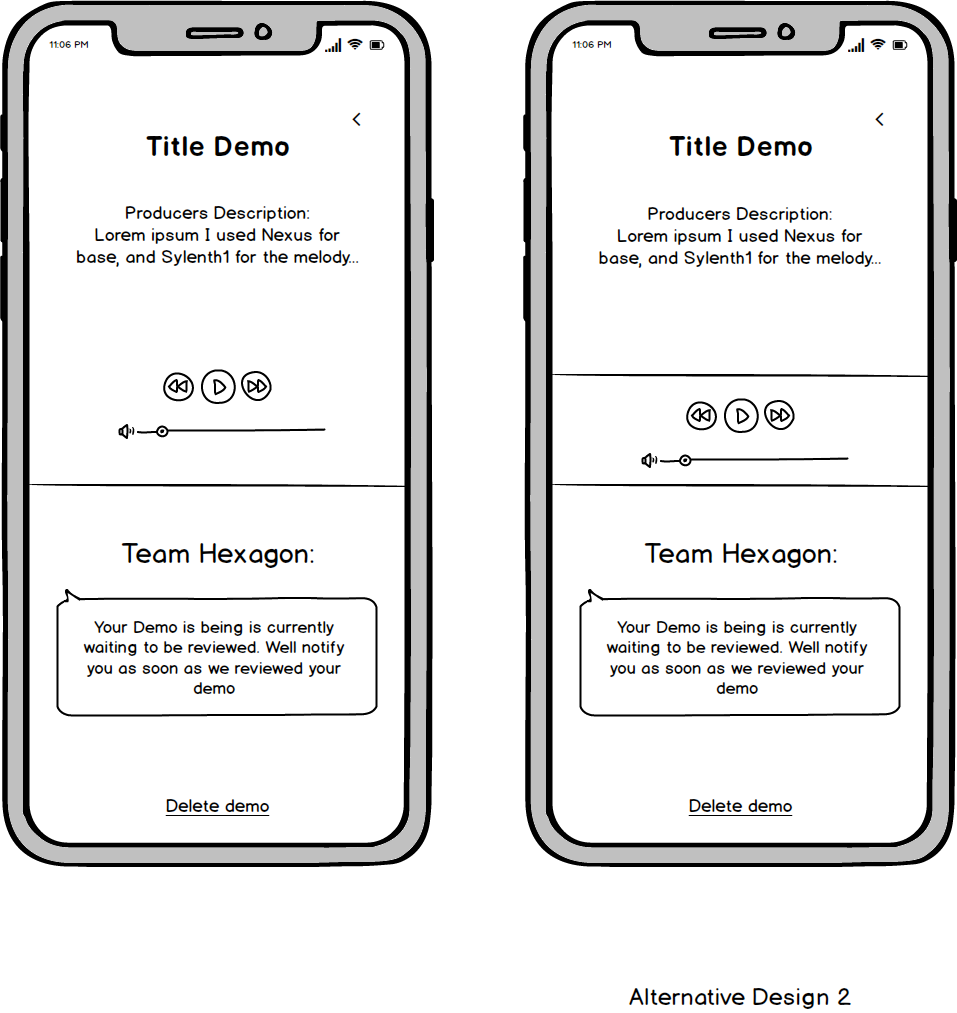 11:06 PM
Title Demo
Producers Description:
Lorem ipsum I used Nexus for
base, and Sylenth1 for the melody...
Team Hexagon:
Your Demo is being is currently
waiting to be reviewed. Well notify
you as soon as we reviewed your
demo
Delete demo
11:06 PM
Title Demo
Producers Description:
Lorem ipsum I used Nexus for
base, and Sylenth1 for the melody...
Team Hexagon:
Your Demo is being is currently
waiting to be reviewed. Well notify
you as soon as we reviewed your
demo
Delete demo
Alternative Design 2